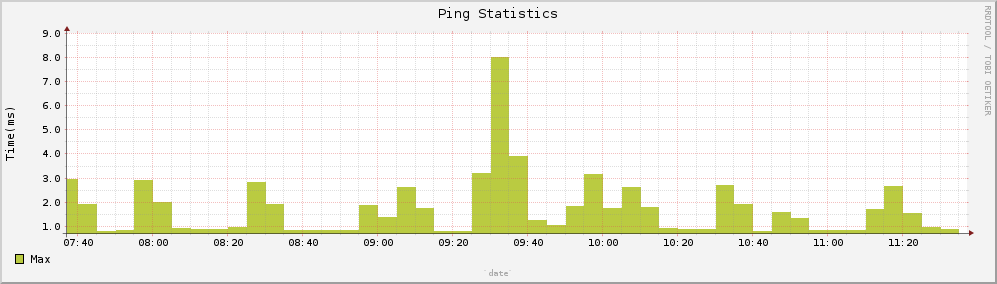 Ping Statistics
RRDTOOL / TOBI OETIKER
Time(ms)
9.0
8.0
7.0
6.0
5.0
4.0
3.0
2.0
1.0
07:40 08:00 08:20 08:40 09:00 09:20 09:40 10:00 10:20 10:40 11:00 11:20
Max
`date`